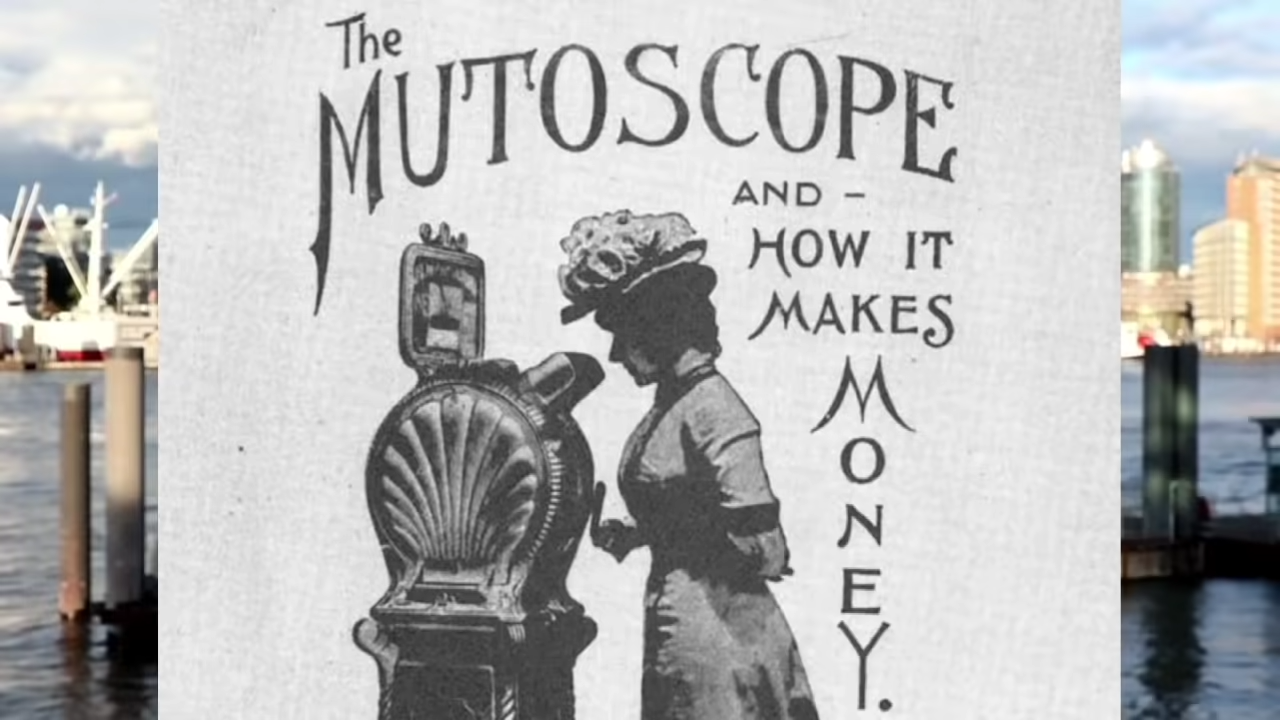 The
MUTOSCOPE
AND –
HOW IT
MAKES
MONEY.